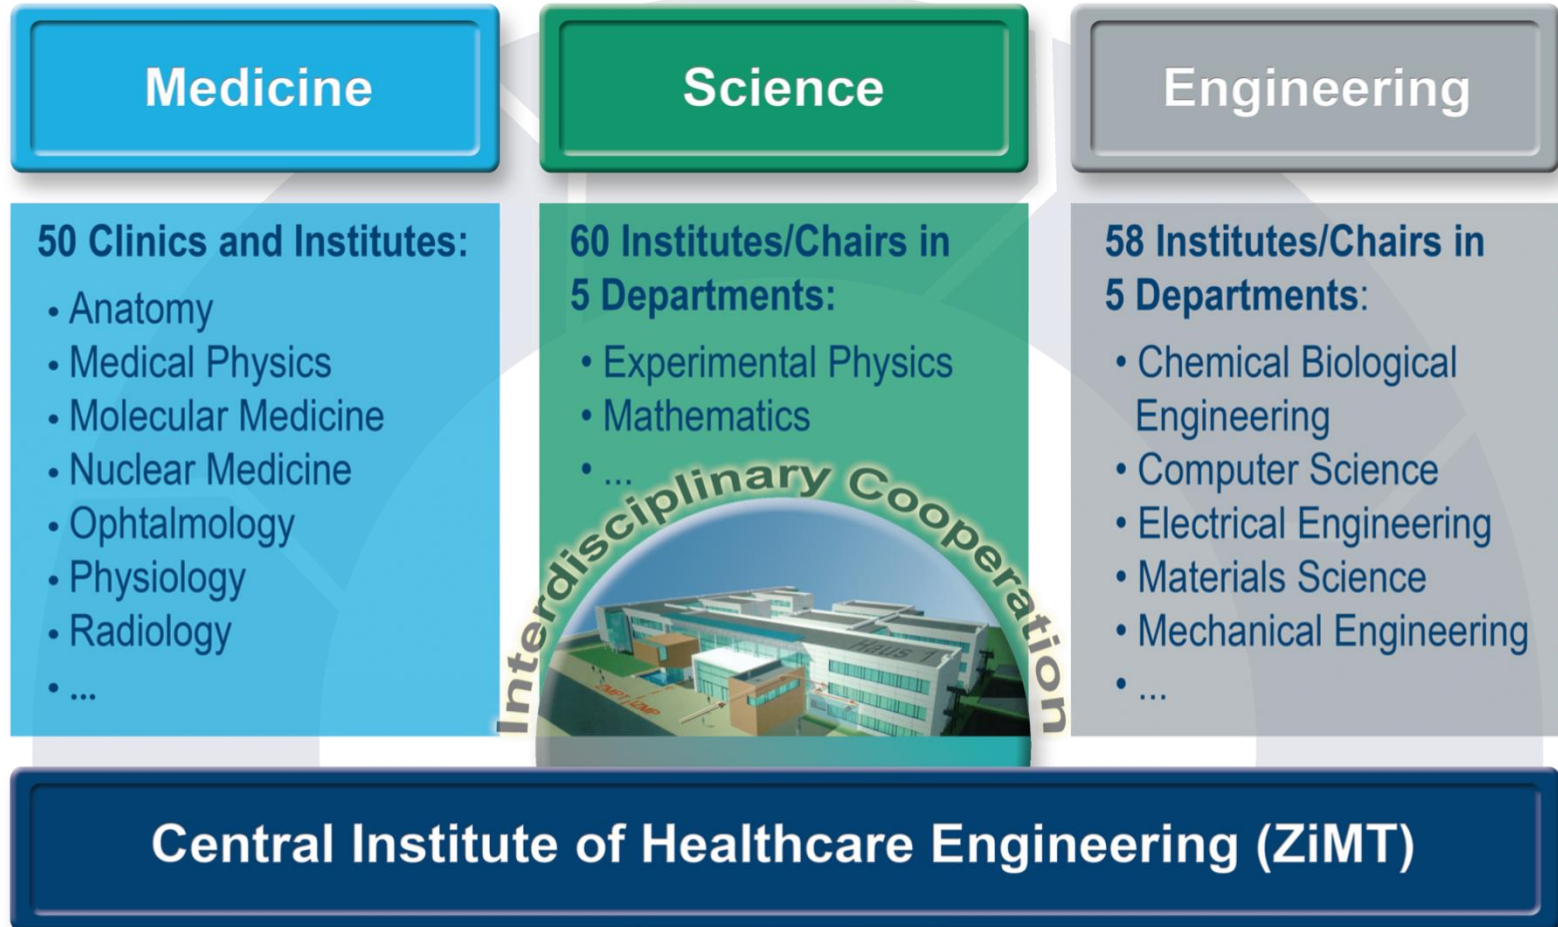 Medicine
Science
Engineering
50 Clinics and Institutes:
• Anatomy
• Medical Physics
• Molecular Medicine
• Nuclear Medicine
• Ophtalmology
• Physiology
• Radiology
• ...
60 Institutes/Chairs in
5 Departments:
• Experimental Physics
• Mathematics
• ...
58 Institutes/Chairs in
5 Departments:
• Chemical Biological
Engineering
• Computer Science
• Electrical Engineering
• Materials Science
• Mechanical Engineering
• ...
Interdisciplinary Cooperation
Haus 1
ZMPT IZMP
Central Institute of Healthcare Engineering (ZiMT)